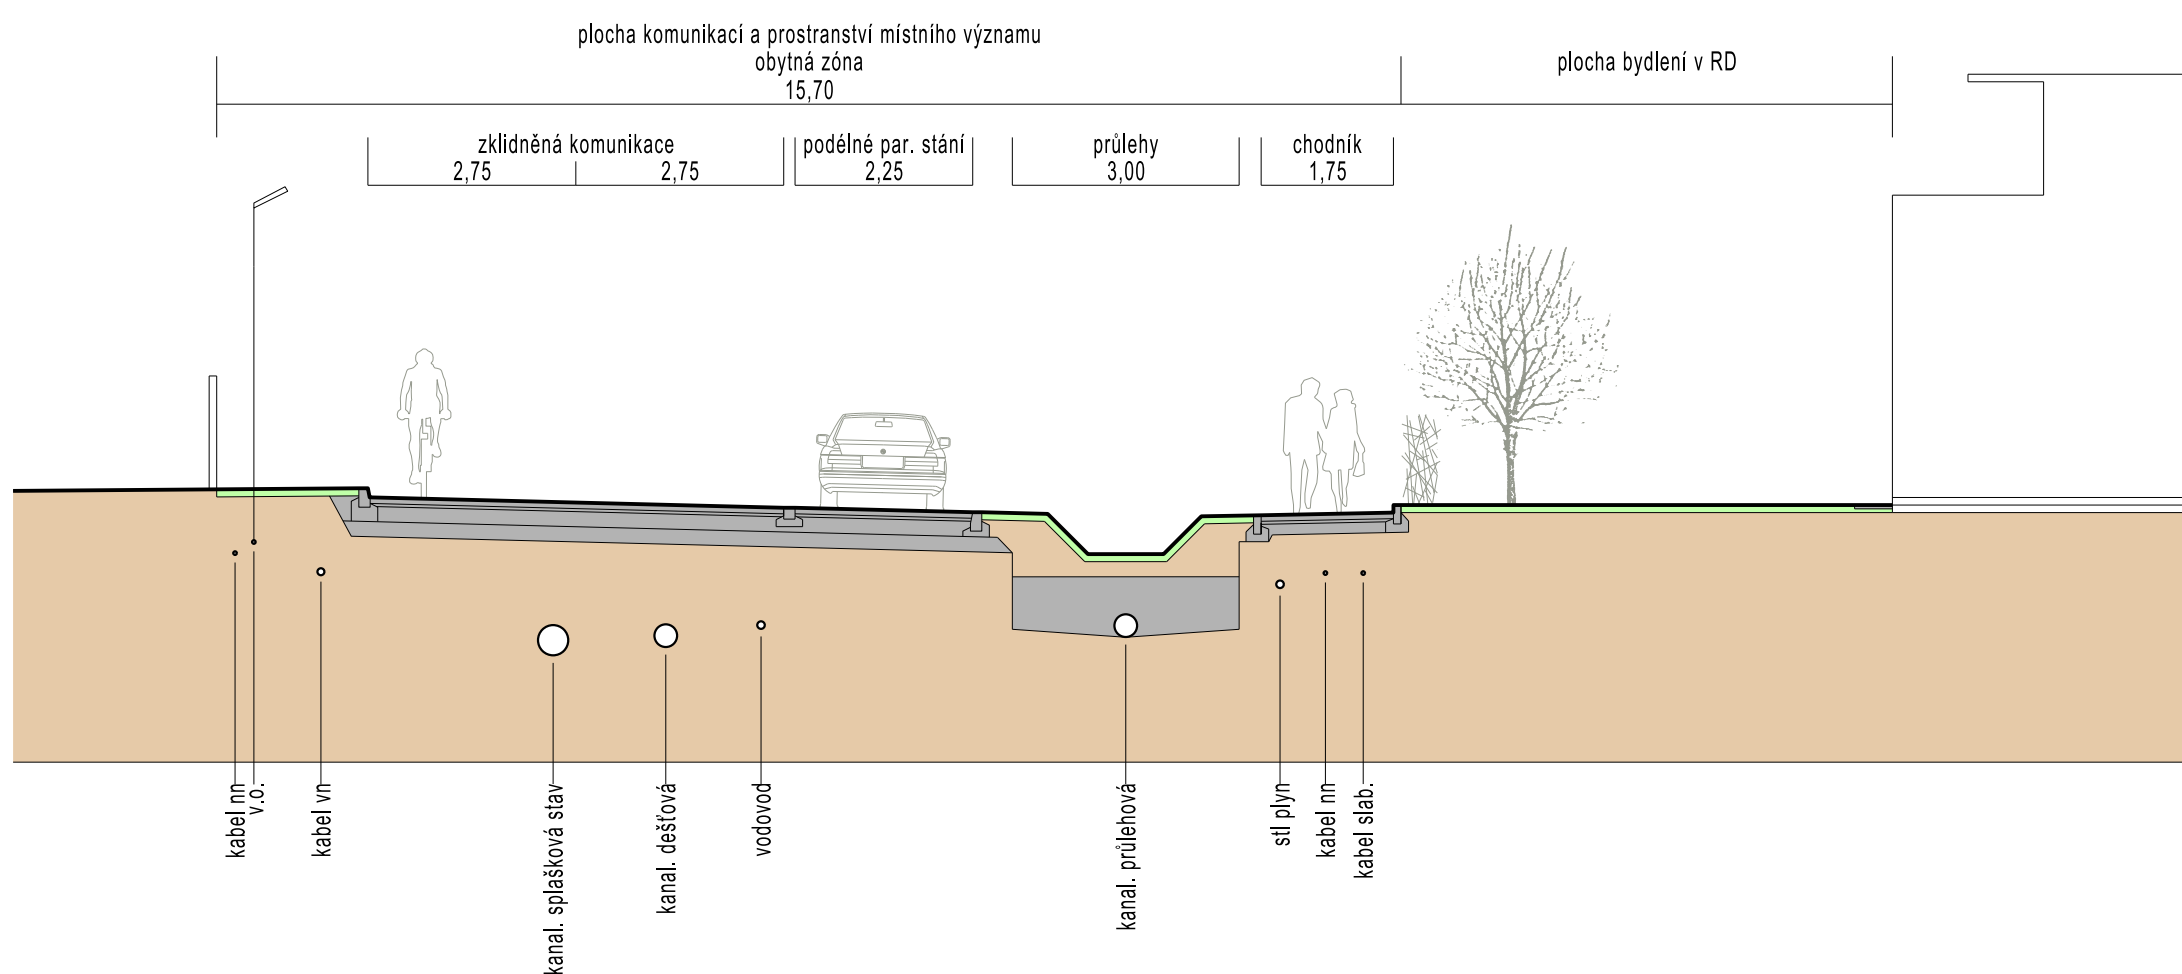 plocha komunikací a prostranství místního významu
obytná zóna
15,70
plocha bydlení v RD
zklidněná komunikace
2,75
2,75
podélné par. stání
2,25
průlehy
3,00
chodník
1,75
kabel nn
v.o.
kabel vn
kanal. splašková stav
kanal. dešťová
vodovod
kanal. průlehová
stl plyn
kabel nn
kabel slab.